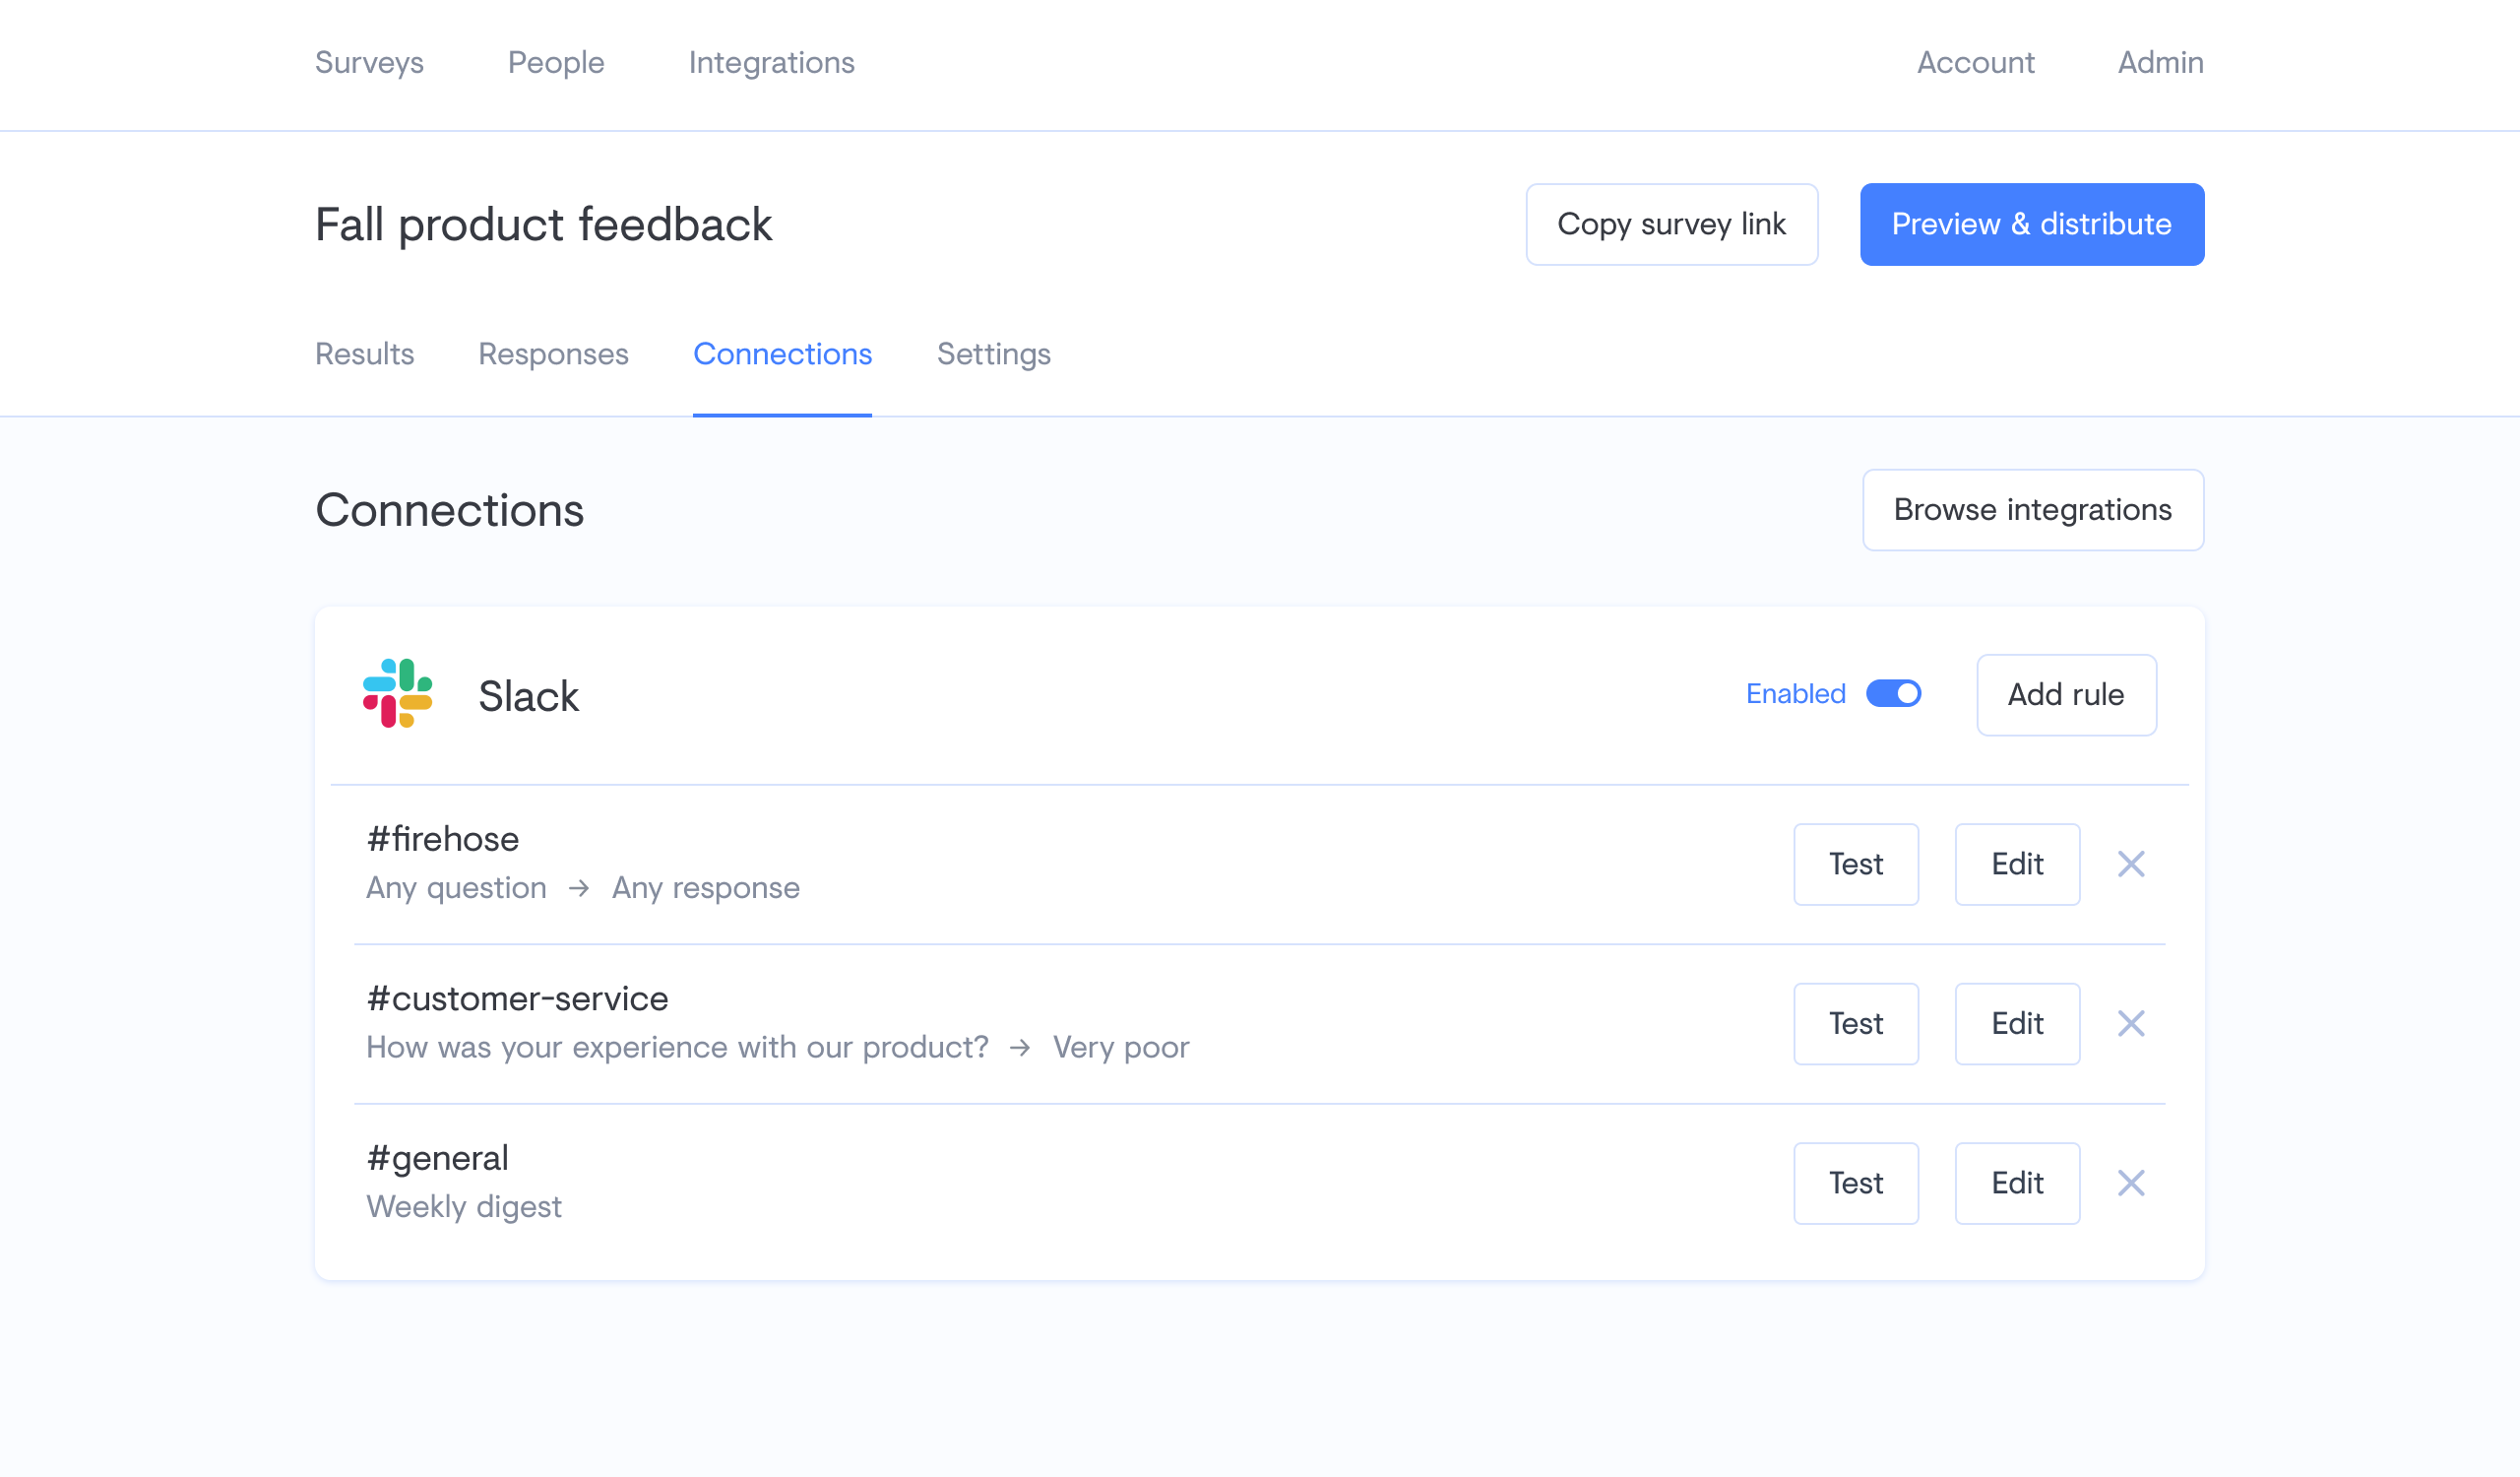 Surveys People Integrations Account Admin
Fall product feedback Copy survey link Preview & distribute
Results Responses Connections Settings
Connections Browse integrations
Slack Enabled Add rule
#firehose
Any question → Any response
Test Edit
#customer-service
How was your experience with our product? → Very poor
Test Edit
#general
Weekly digest
Test Edit